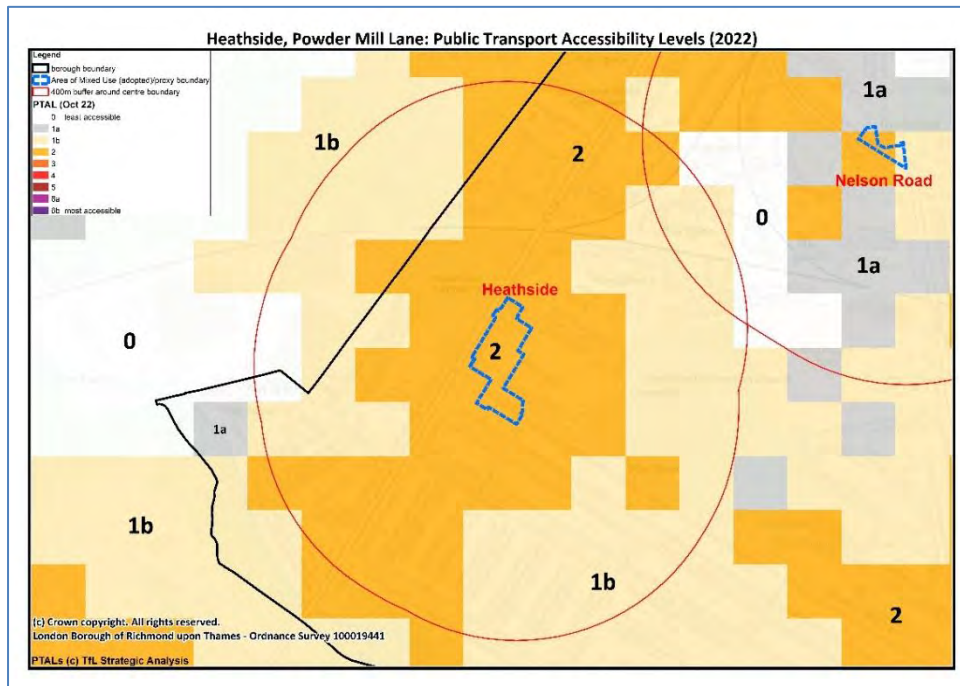 Heathside, Powder Mill Lane: Public Transport Accessibility Levels (2022)
Legend
borough boundary
Area of Mixed Use (adopted)/proxy boundary
400m buffer around centre boundary
PTAL (Oct 22)
0 least accessible
1a
1b
2
3
4
5
6a
6b most accessible
1b
2
1a
Nelson Road
0
1a
Heathside
0
2
1a
1b
1b
2
(c) Crown copyright. All rights reserved.
London Borough of Richmond upon Thames - Ordnance Survey 100019441
PTALs (c) TfL Strategic Analysis